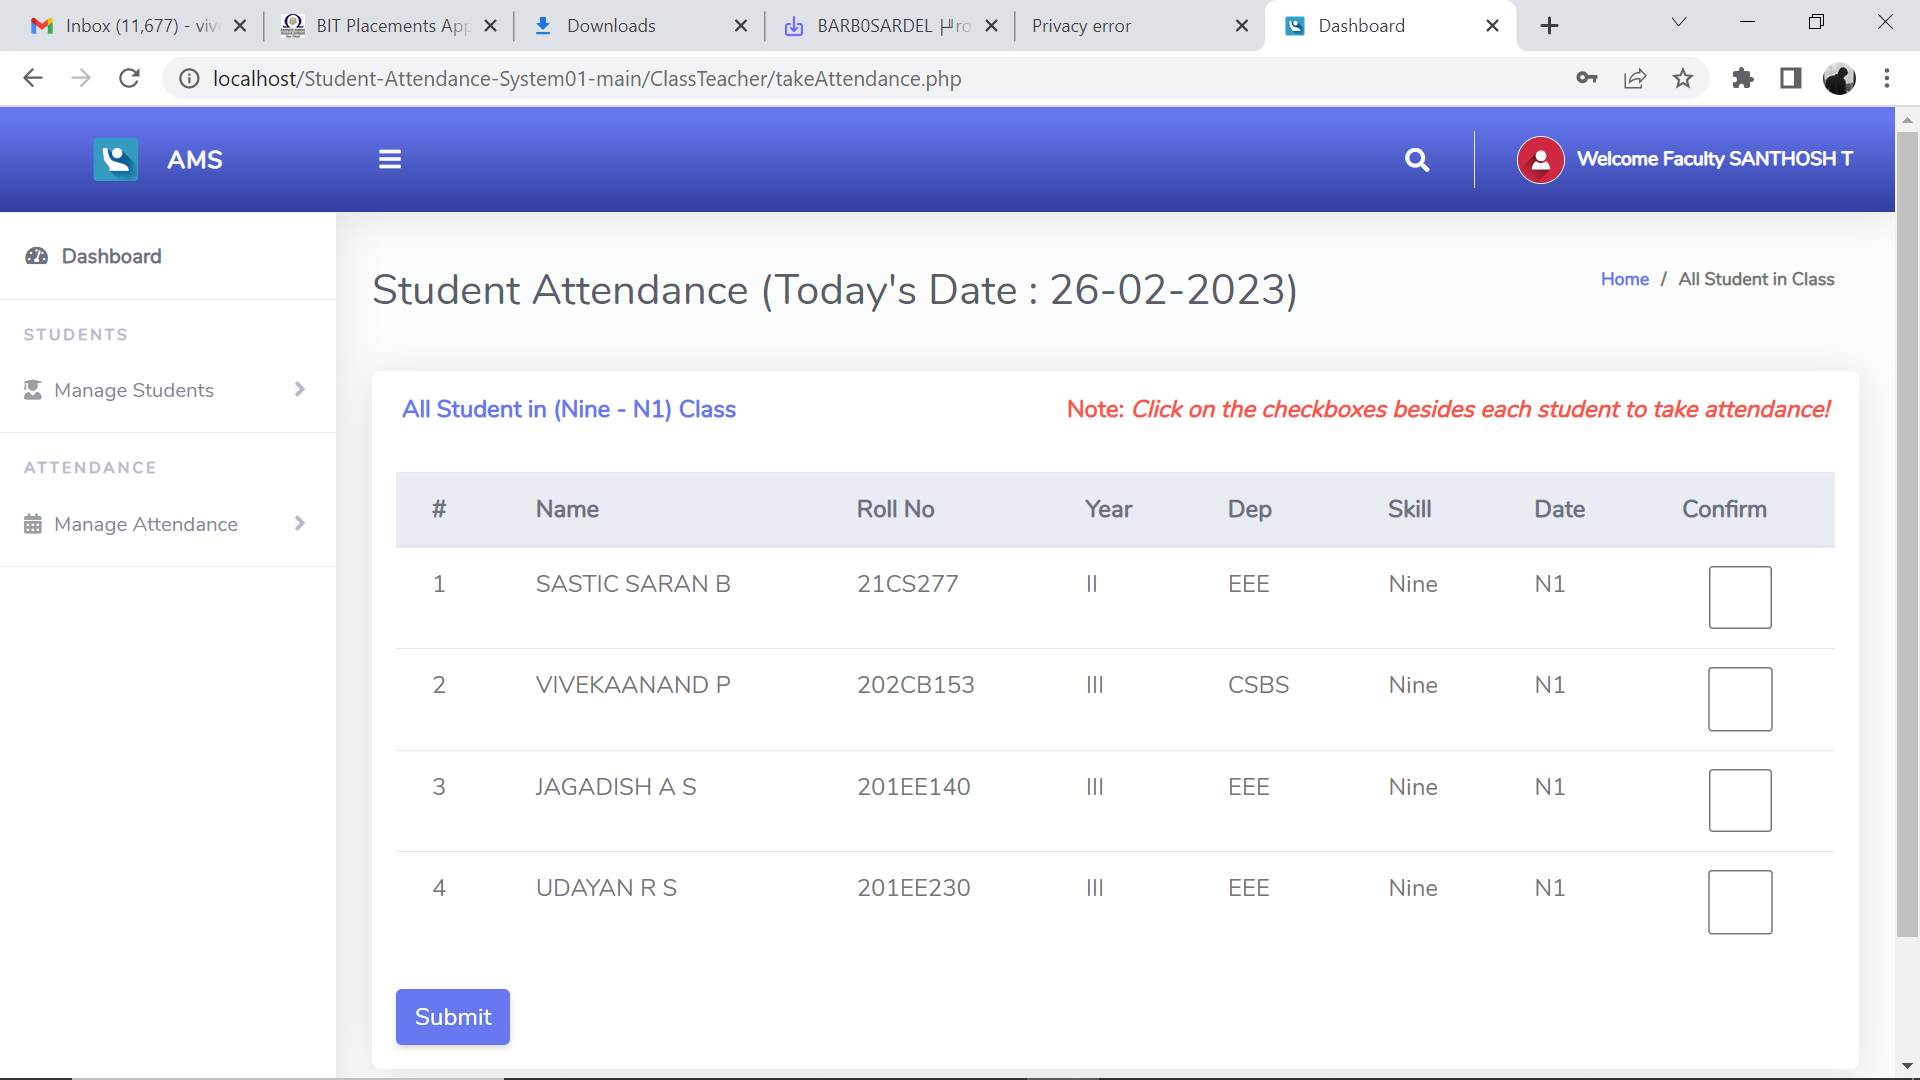 Inbox (11,677) - viv
BIT Placements App
Downloads
BARB0SARDEL
Privacy error
Dashboard
localhost/Student-Attendance-System01-main/ClassTeacher/takeAttendance.php
AMS
Welcome Faculty SANTHOSH T
Dashboard
STUDENTS
Manage Students
ATTENDANCE
Manage Attendance
Student Attendance (Today's Date : 26-02-2023)
Home / All Student in Class
All Student in (Nine - N1) Class
Note: Click on the checkboxes besides each student to take attendance!
# Name Roll No Year Dep Skill Date Confirm
1 SASTIC SARAN B 21CS277 II EEE Nine N1
2 VIVEKAANAND P 202CB153 III CSBS Nine N1
3 JAGADISH A S 201EE140 III EEE Nine N1
4 UDAYAN R S 201EE230 III EEE Nine N1
Submit